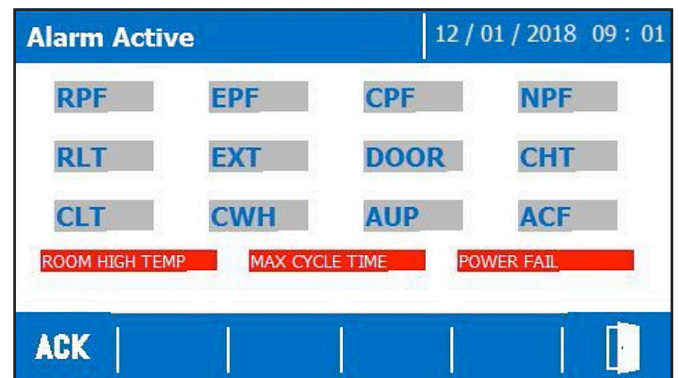 Alarm Active 12 / 01 / 2018 09 : 01
RPF EPF CPF NPF
RLT EXT DOOR CHT
CLT CWH AUP ACF
ROOM HIGH TEMP MAX CYCLE TIME POWER FAIL
ACK